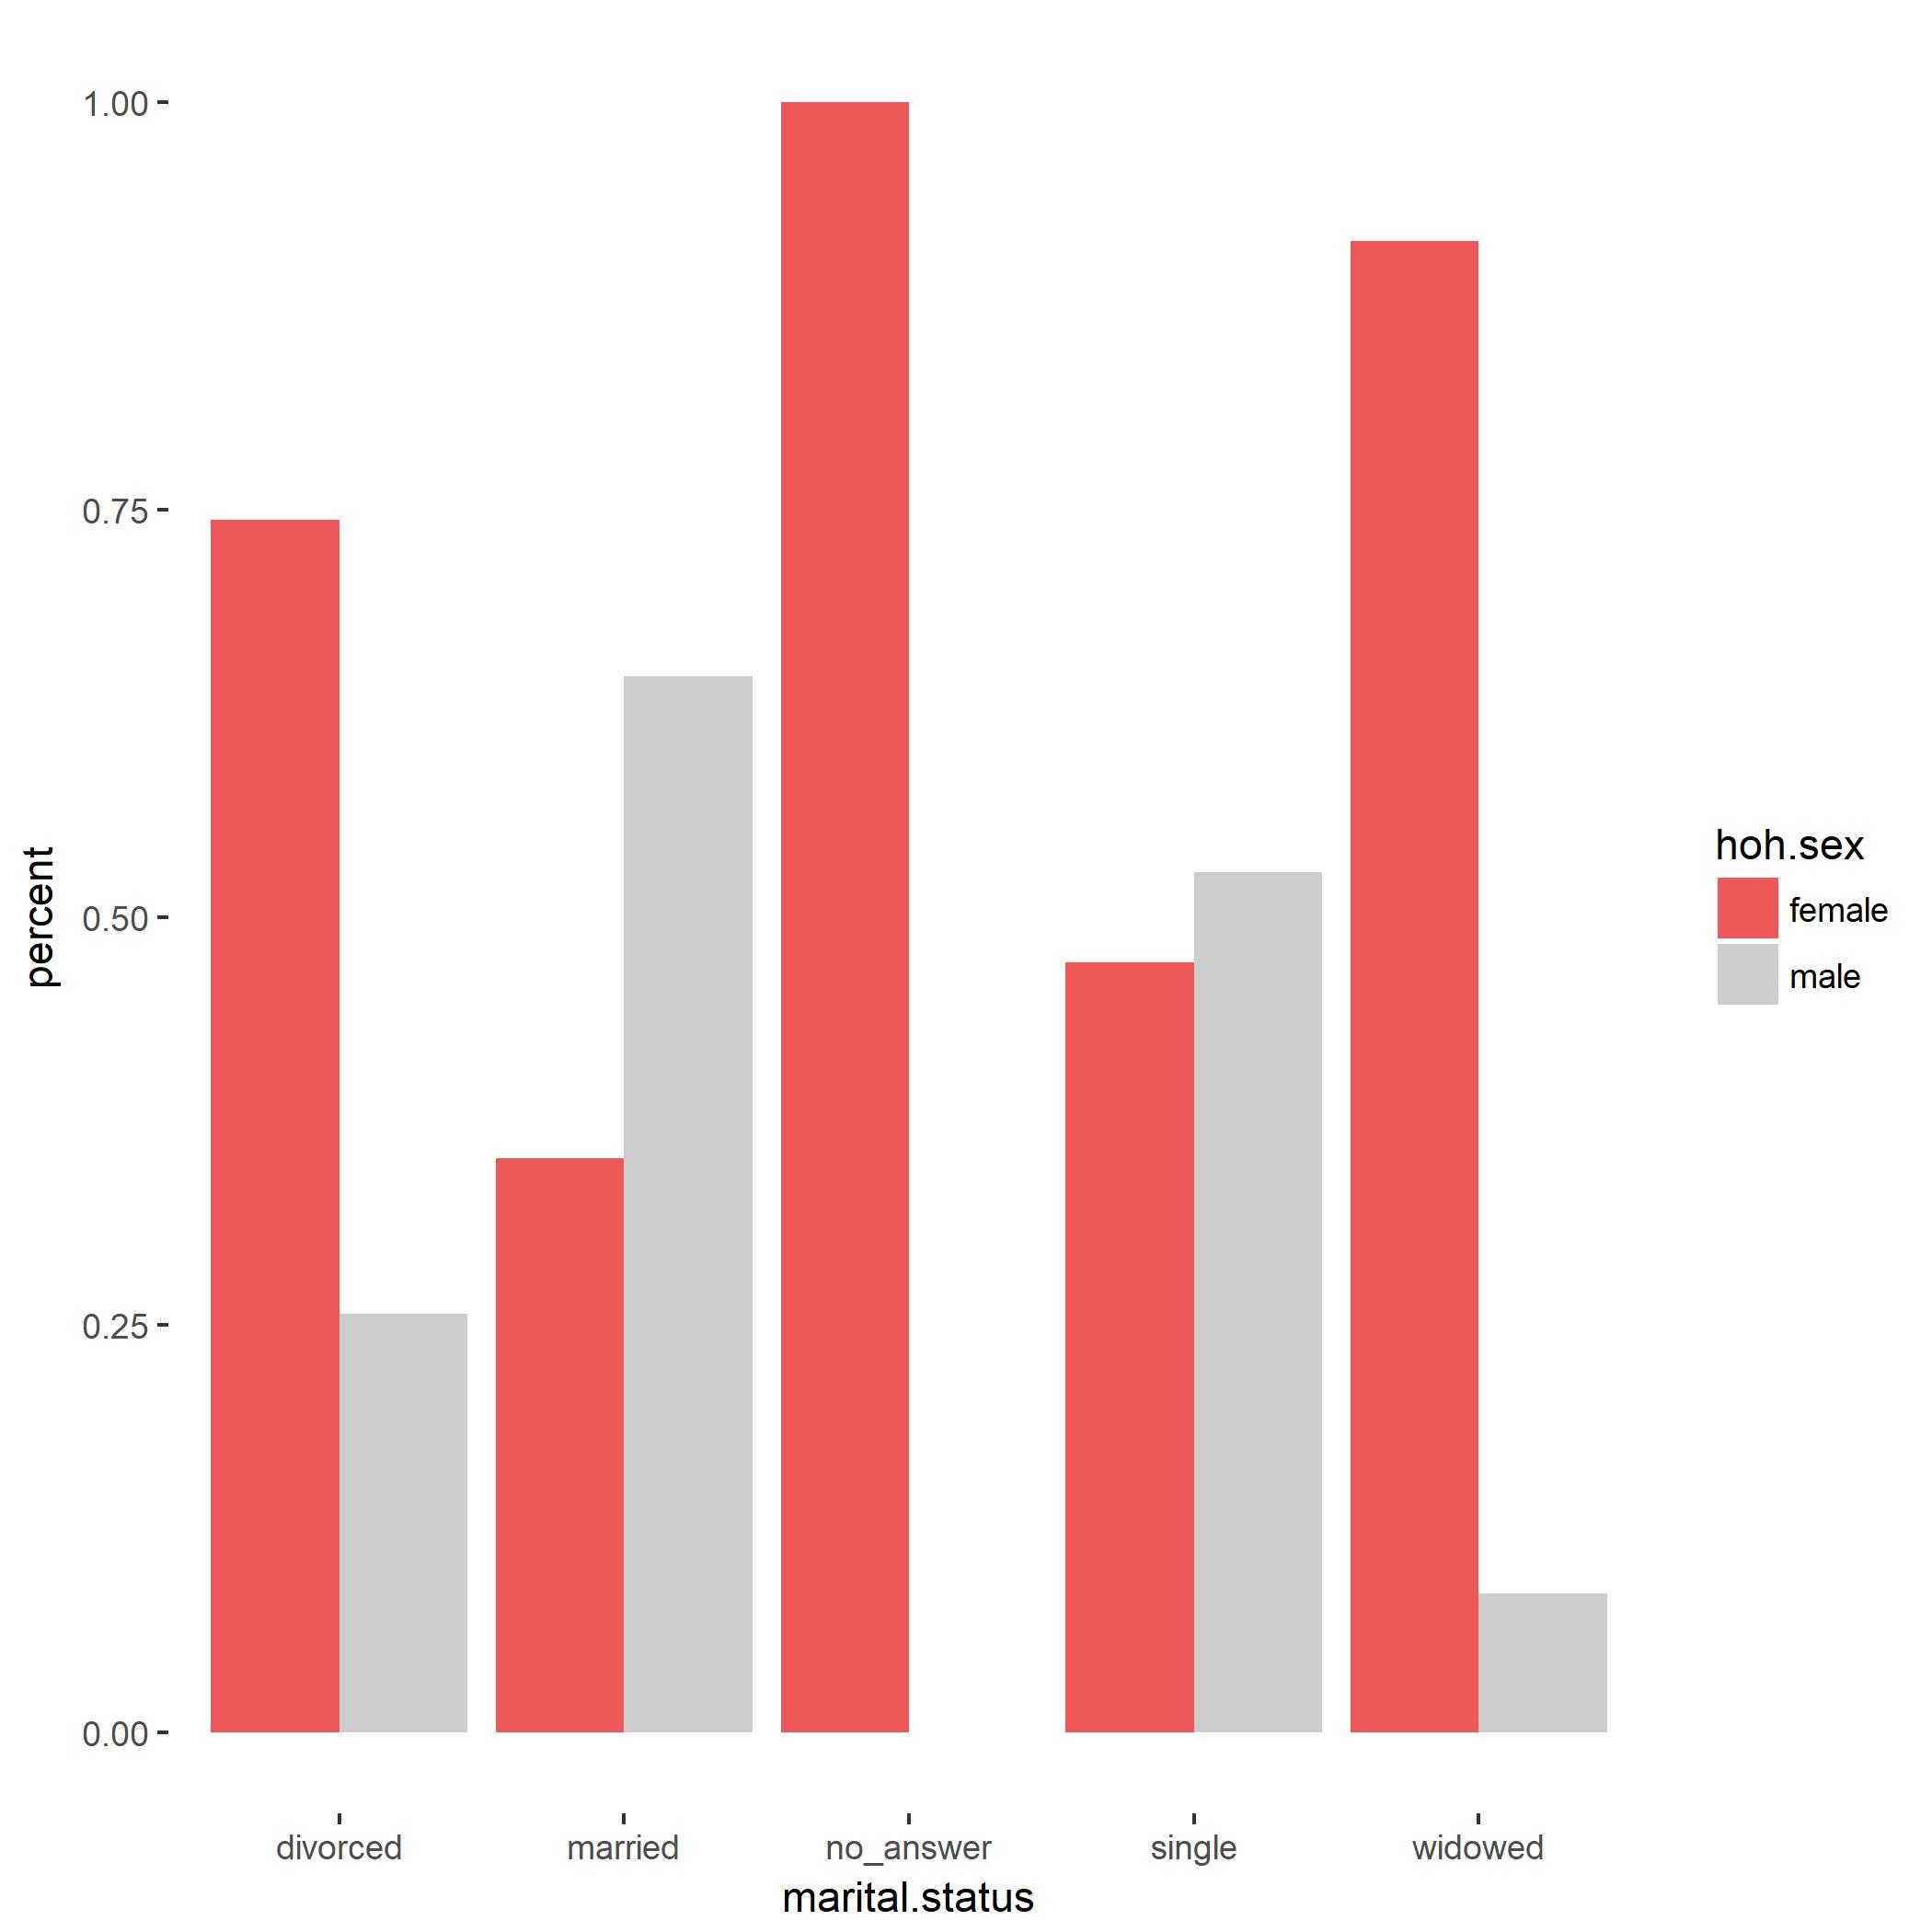 1.00
0.75
0.50
0.25
0.00
percent
divorced
married
no_answer
single
widowed
marital.status
hoh.sex
female
male